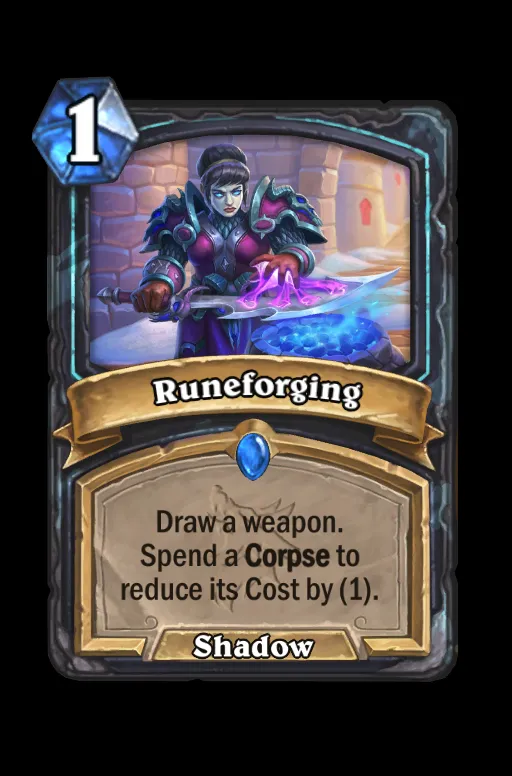 1
Runeforging
Draw a weapon.
Spend a Corpse to
reduce its Cost by (1).
Shadow